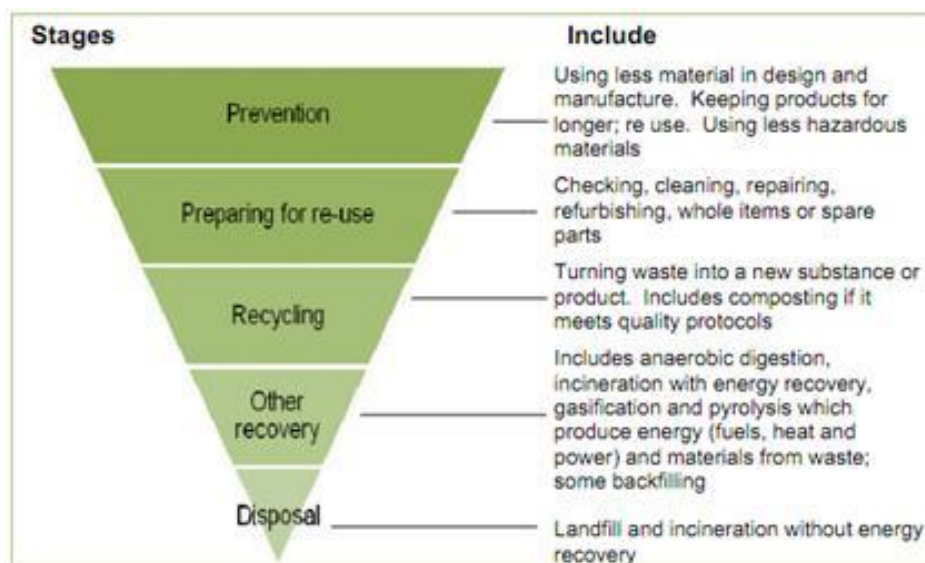 Stages
Include
Prevention
Using less material in design and
manufacture. Keeping products for
longer; re use. Using less hazardous
materials
Preparing for re-use
Checking, cleaning, repairing,
refurbishing, whole items or spare
parts
Recycling
Turning waste into a new substance or
product. Includes composting if it
meets quality protocols
Other
recovery
Includes anaerobic digestion,
incineration with energy recovery,
gasification and pyrolysis which
produce energy (fuels, heat and
power) and materials from waste;
some backfilling
Disposal
Landfill and incineration without energy
recovery